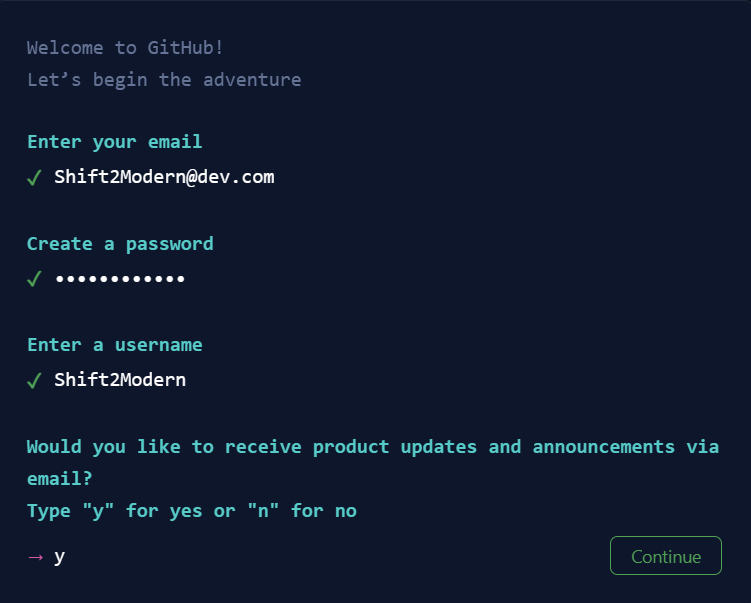 Welcome to GitHub!
Let’s begin the adventure
Enter your email
✓ Shift2Modern@dev.com
Create a password
✓ ••••••••••••
Enter a username
✓ Shift2Modern
Would you like to receive product updates and announcements via
email?
Type "y" for yes or "n" for no
→ y
Continue